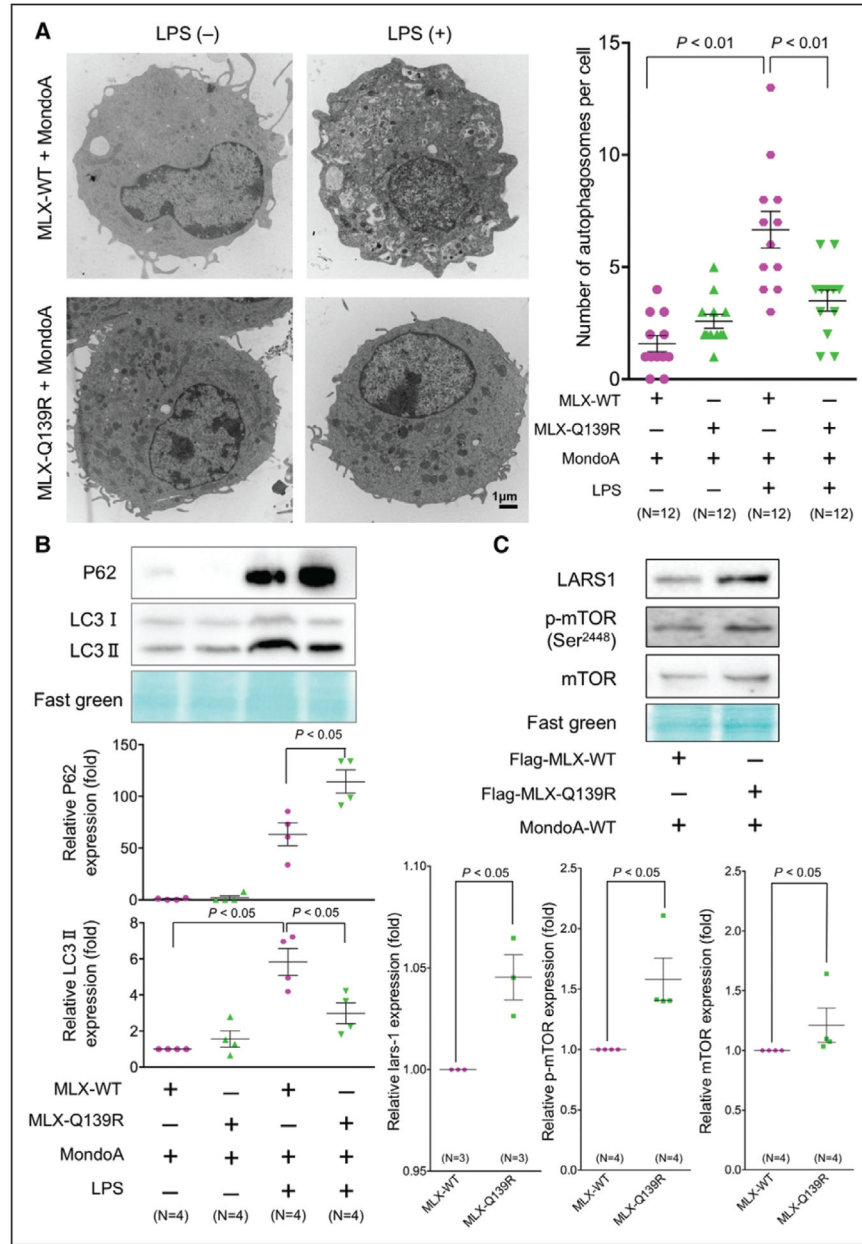 A
LPS (–)
LPS (+)
MLX-WT + MondoA
MLX-Q139R + MondoA
1μm
P < 0.01
P < 0.01
Number of autophagosomes per cell
15
10
5
0
MLX-WT + – + –
MLX-Q139R – + – +
MondoA + + + +
LPS – – + +
(N=12) (N=12) (N=12) (N=12)
B
P62
LC3 I
LC3 II
Fast green
P < 0.05
Relative P62 expression (fold)
150
100
50
0
P < 0.05
P < 0.05
Relative LC3 II expression (fold)
8
6
4
2
0
MLX-WT + – + –
MLX-Q139R – + – +
MondoA + + + +
LPS – – + +
(N=4) (N=4) (N=4) (N=4)
C
LARS1
p-mTOR
(Ser2448)
mTOR
Fast green
Flag-MLX-WT + –
Flag-MLX-Q139R – +
MondoA-WT + +
P < 0.05
Relative lars-1 expression (fold)
1.10
1.05
1.00
0.95
(N=3) (N=3)
MLX-WT MLX-Q139R
P < 0.05
Relative p-mTOR expression (fold)
2.5
2.0
1.5
1.0
0.5
0.0
(N=4) (N=4)
MLX-WT MLX-Q139R
P < 0.05
Relative mTOR expression (fold)
2.5
2.0
1.5
1.0
0.5
0.0
(N=4) (N=4)
MLX-WT MLX-Q139R